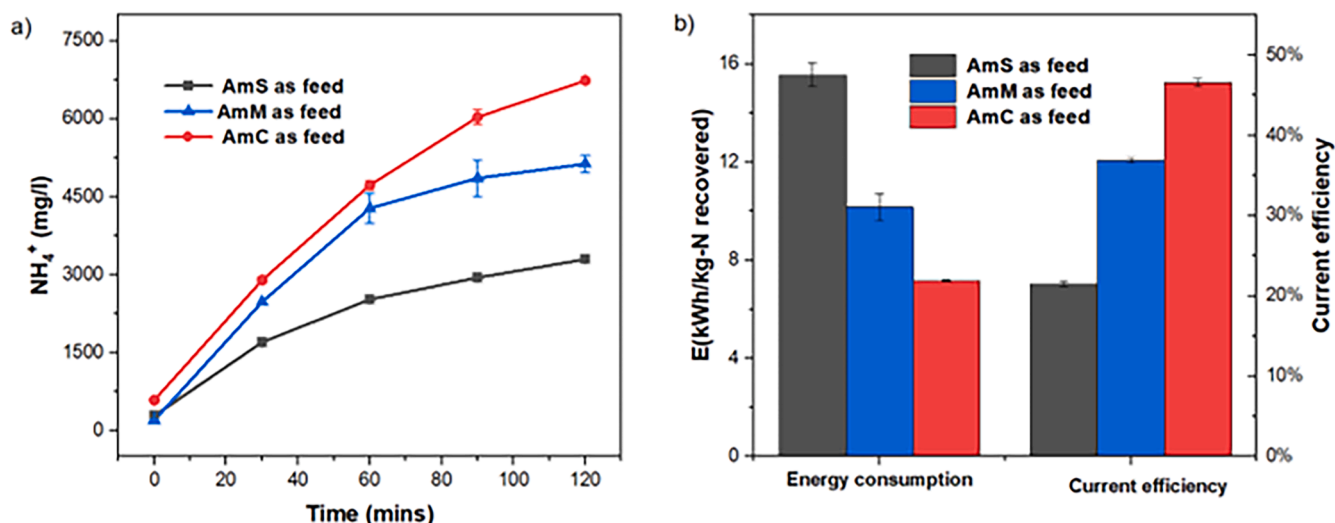 a)
7500
6000
4500
3000
1500
0
NH₄⁺ (mg/l)
AmS as feed
AmM as feed
AmC as feed
0 20 40 60 80 100 120
Time (mins)
b)
16
12
8
4
0
E(kWh/kg-N recovered)
AmS as feed
AmM as feed
AmC as feed
50%
40%
30%
20%
10%
0%
Current efficiency
Energy consumption
Current efficiency